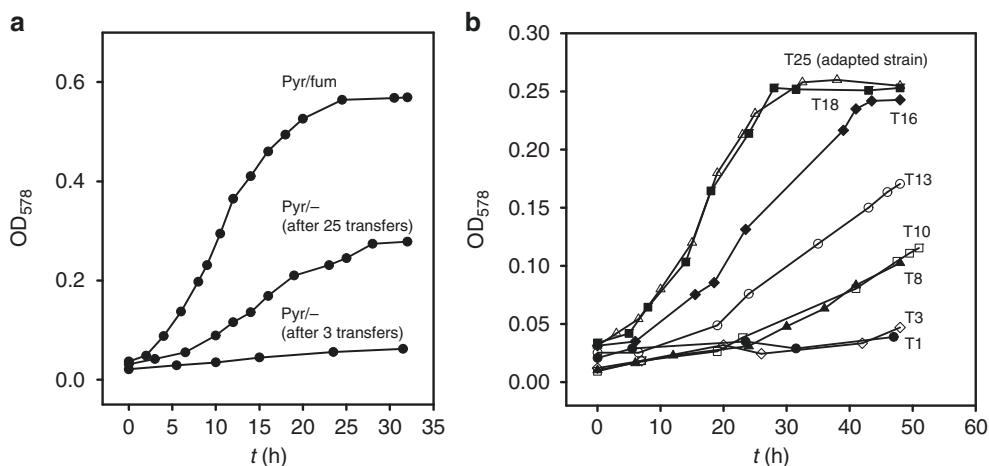 a
0.6
0.4
0.2
0.0
OD578
Pyr/fum
Pyr/–
(after 25 transfers)
Pyr/–
(after 3 transfers)
0 5 10 15 20 25 30 35
t (h)
b
0.30
0.25
0.20
0.15
0.10
0.05
0.00
OD578
T25 (adapted strain)
T18
T16
T13
T10
T8
T3
T1
0 10 20 30 40 50 60
t (h)